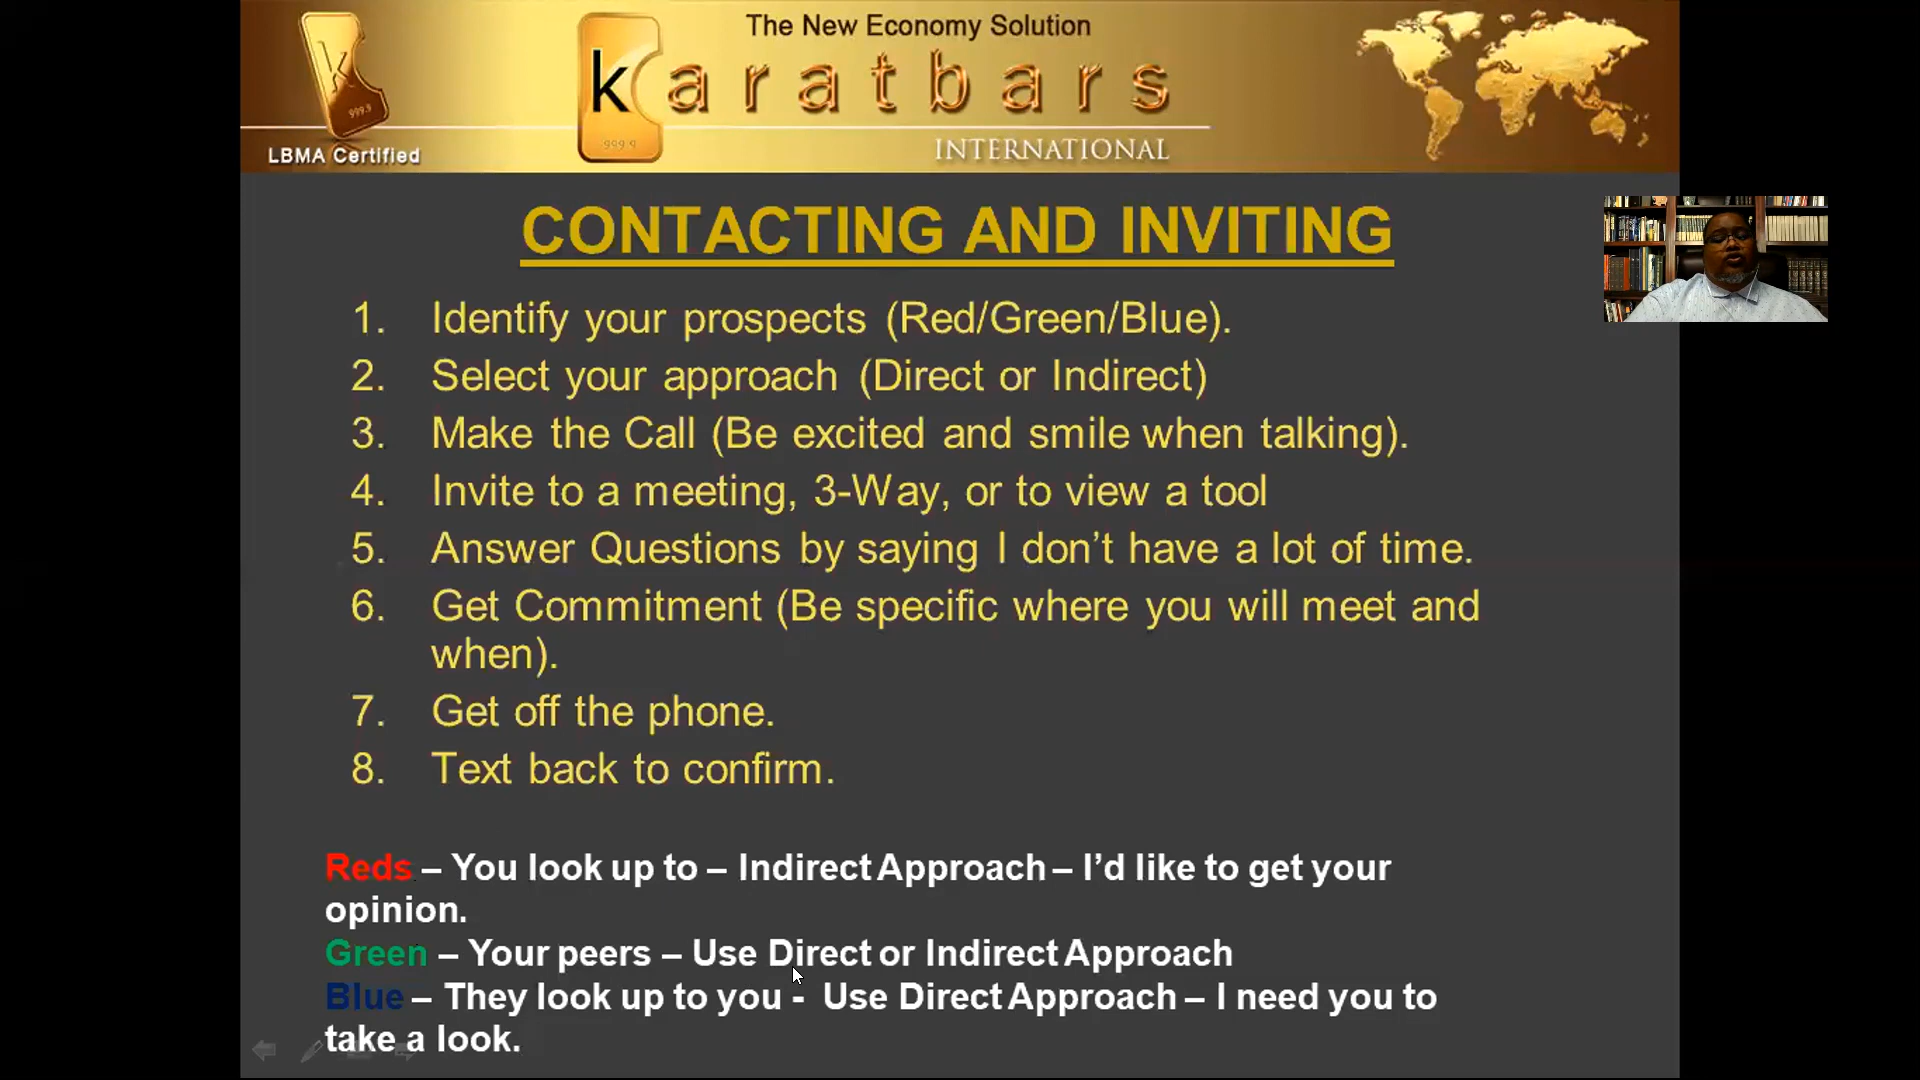 The New Economy Solution
karatbars
INTERNATIONAL
999.9
LBMA Certified
999.9
CONTACTING AND INVITING
1. Identify your prospects (Red/Green/Blue).
2. Select your approach (Direct or Indirect)
3. Make the Call (Be excited and smile when talking).
4. Invite to a meeting, 3-Way, or to view a tool
5. Answer Questions by saying I don’t have a lot of time.
6. Get Commitment (Be specific where you will meet and
when).
7. Get off the phone.
8. Text back to confirm.
Reds – You look up to – Indirect Approach – I’d like to get your
opinion.
Green – Your peers – Use Direct or Indirect Approach
Blue – They look up to you - Use Direct Approach – I need you to
take a look.